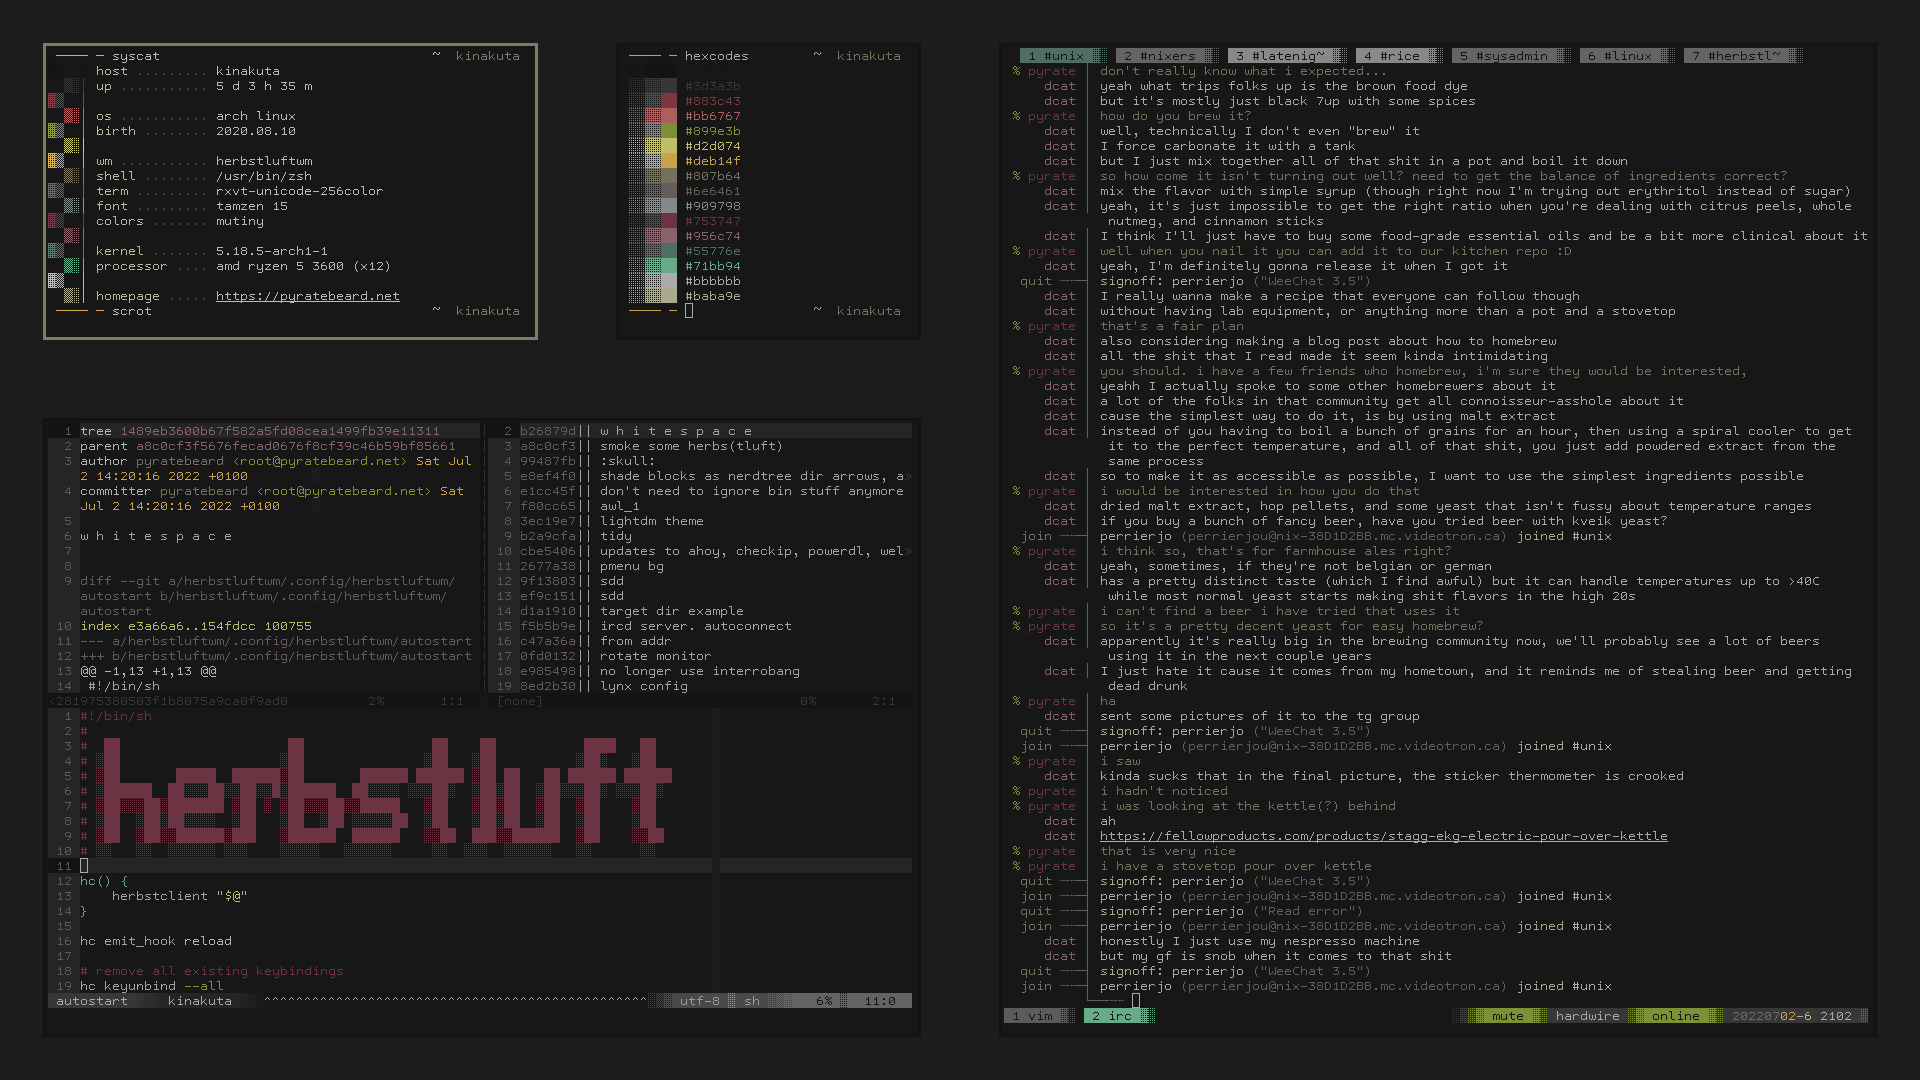 ─── ─ syscat ~ kinakuta
host ......... kinakuta
up ........... 5 d 3 h 35 m
os ........... arch linux
birth ........ 2020.08.10
wm ........... herbstluftwm
shell ........ /usr/bin/zsh
term ......... rxvt-unicode-256color
font ......... tamzen 15
colors ....... mutiny
kernel ....... 5.18.5-arch1-1
processor .... amd ryzen 5 3600 (x12)
homepage ..... https://pyratebeard.net
─── ─ scrot ~ kinakuta
─── ─ hexcodes ~ kinakuta
#3d3a3b
#883c43
#bb6767
#899e3b
#d2d074
#deb14f
#807b64
#6e6461
#909798
#753747
#956c74
#55776e
#71bb94
#bbbbbb
#baba9e
─── ─ ~ kinakuta
1 tree 1489eb3600b67f582a5fd08cea1499fb39e11311
2 parent a8c0cf3f5676fecad0676f8cf39c46b59bf85661
3 author pyratebeard <root@pyratebeard.net> Sat Jul
2 14:20:16 2022 +0100
4 committer pyratebeard <root@pyratebeard.net> Sat
Jul 2 14:20:16 2022 +0100
5
6 w h i t e s p a c e
7
8
9 diff --git a/herbstluftwm/.config/herbstluftwm/
autostart b/herbstluftwm/.config/herbstluftwm/
autostart
10 index e3a66a6..154fdcc 100755
11 --- a/herbstluftwm/.config/herbstluftwm/autostart
12 +++ b/herbstluftwm/.config/herbstluftwm/autostart
13 @@ -1,13 +1,13 @@
14 #!/bin/sh
<281975380503f1b8075a9ca0f9ad0 2% 1:1
2 b26879d|| w h i t e s p a c e
3 a8c0cf3|| smoke some herbs(tluft)
4 99487fb|| :skull:
5 e8ef4f0|| shade blocks as nerdtree dir arrows, a»
6 e1cc45f|| don't need to ignore bin stuff anymore
7 f80cc65|| awl_1
8 3ec19e7|| lightdm theme
9 b2a9cfa|| tidy
10 cbe5406|| updates to ahoy, checkip, powerdl, wel»
11 2677a38|| pmenu bg
12 9f13803|| sdd
13 ef9c151|| sdd
14 d1a1910|| target dir example
15 f5b5b9e|| ircd server. autoconnect
16 c47a36a|| from addr
17 0fd0132|| rotate monitor
18 e985498|| no longer use interrobang
19 8ed2b30|| lynx config
[none] 0% 2:1
1 #!/bin/sh
2 #
3 #
4 #
5 #
6 # herbstluft
7 #
8 #
9 #
10 #
11
12 hc() {
13 herbstclient "$@"
14 }
15
16 hc emit_hook reload
17
18 # remove all existing keybindings
19 hc keyunbind --all
autostart kinakuta ^^^^^^^^^^^^^^^^^^^^^^^^^^^^^^^^^^^^^^^^^^^^^^^^ utf-8 sh 6% 11:0
1 #unix 2 #nixers 3 #latenig~ 4 #rice 5 #sysadmin 6 #linux 7 #herbstl~
% pyrate │ don't really know what i expected...
dcat │ yeah what trips folks up is the brown food dye
dcat │ but it's mostly just black 7up with some spices
% pyrate │ how do you brew it?
dcat │ well, technically I don't even "brew" it
dcat │ I force carbonate it with a tank
dcat │ but I just mix together all of that shit in a pot and boil it down
% pyrate │ so how come it isn't turning out well? need to get the balance of ingredients correct?
dcat │ mix the flavor with simple syrup (though right now I'm trying out erythritol instead of sugar)
dcat │ yeah, it's just impossible to get the right ratio when you're dealing with citrus peels, whole
nutmeg, and cinnamon sticks
dcat │ I think I'll just have to buy some food-grade essential oils and be a bit more clinical about it
% pyrate │ well when you nail it you can add it to our kitchen repo :D
dcat │ yeah, I'm definitely gonna release it when I got it
quit ──── signoff: perrierjo ("WeeChat 3.5")
dcat │ I really wanna make a recipe that everyone can follow though
dcat │ without having lab equipment, or anything more than a pot and a stovetop
% pyrate │ that's a fair plan
dcat │ also considering making a blog post about how to homebrew
dcat │ all the shit that I read made it seem kinda intimidating
% pyrate │ you should. i have a few friends who homebrew, i'm sure they would be interested,
dcat │ yeahh I actually spoke to some other homebrewers about it
dcat │ a lot of the folks in that community get all connoisseur-asshole about it
dcat │ cause the simplest way to do it, is by using malt extract
dcat │ instead of you having to boil a bunch of grains for an hour, then using a spiral cooler to get
it to the perfect temperature, and all of that shit, you just add powdered extract from the
same process
dcat │ so to make it as accessible as possible, I want to use the simplest ingredients possible
% pyrate │ i would be interested in how you do that
dcat │ dried malt extract, hop pellets, and some yeast that isn't fussy about temperature ranges
dcat │ if you buy a bunch of fancy beer, have you tried beer with kveik yeast?
join ──── perrierjo (perrierjou@nix-38D1D2BB.mc.videotron.ca) joined #unix
% pyrate │ i think so, that's for farmhouse ales right?
dcat │ yeah, sometimes, if they're not belgian or german
dcat │ has a pretty distinct taste (which I find awful) but it can handle temperatures up to >40C
while most normal yeast starts making shit flavors in the high 20s
% pyrate │ i can't find a beer i have tried that uses it
% pyrate │ so it's a pretty decent yeast for easy homebrew?
dcat │ apparently it's really big in the brewing community now, we'll probably see a lot of beers
using it in the next couple years
dcat │ I just hate it cause it comes from my hometown, and it reminds me of stealing beer and getting
dead drunk
% pyrate │ ha
dcat │ sent some pictures of it to the tg group
quit ──── signoff: perrierjo ("WeeChat 3.5")
join ──── perrierjo (perrierjou@nix-38D1D2BB.mc.videotron.ca) joined #unix
% pyrate │ i saw
dcat │ kinda sucks that in the final picture, the sticker thermometer is crooked
% pyrate │ i hadn't noticed
% pyrate │ i was looking at the kettle(?) behind
dcat │ ah
dcat │ https://fellowproducts.com/products/stagg-ekg-electric-pour-over-kettle
% pyrate │ that is very nice
% pyrate │ i have a stovetop pour over kettle
quit ──── signoff: perrierjo ("WeeChat 3.5")
join ──── perrierjo (perrierjou@nix-38D1D2BB.mc.videotron.ca) joined #unix
quit ──── signoff: perrierjo ("Read error")
join ──── perrierjo (perrierjou@nix-38D1D2BB.mc.videotron.ca) joined #unix
dcat │ honestly I just use my nespresso machine
dcat │ but my gf is snob when it comes to that shit
quit ──── signoff: perrierjo ("WeeChat 3.5")
join ──── perrierjo (perrierjou@nix-38D1D2BB.mc.videotron.ca) joined #unix
1 vim 2 irc mute hardwire online 20220702-6 2102